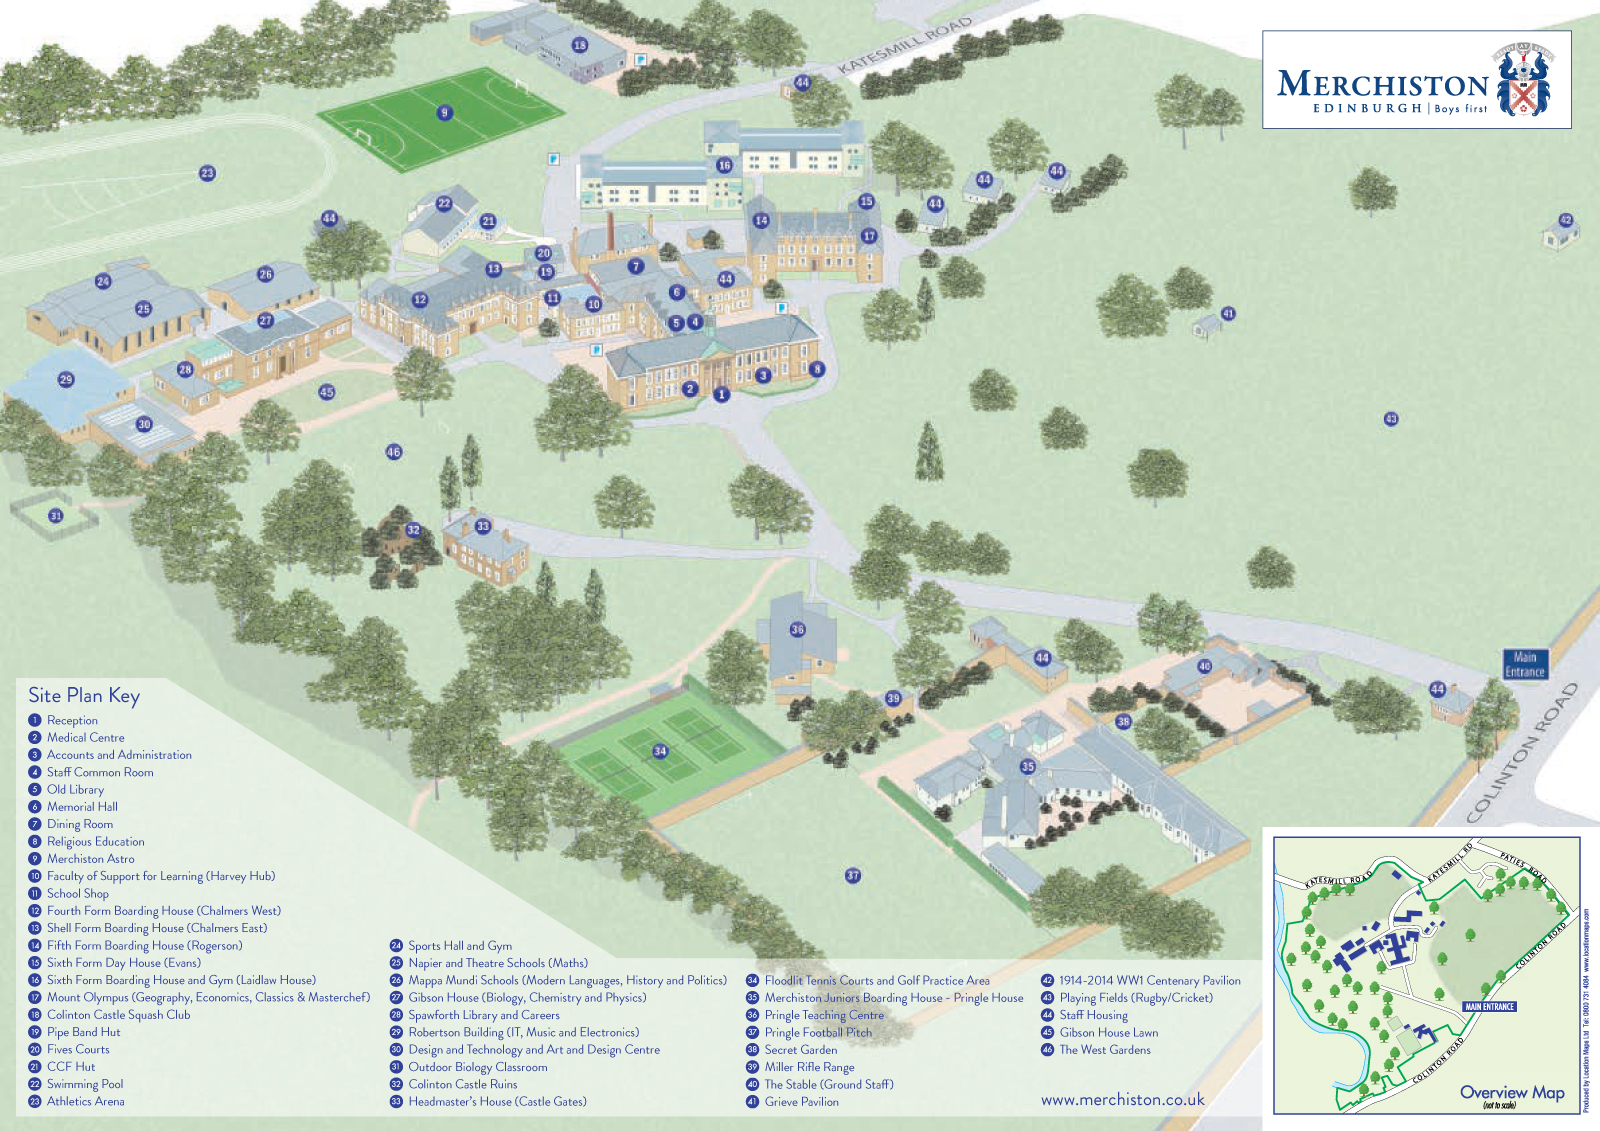 KATESMILL ROAD
MERCHISTON
EDINBURGH | Boys first
18
44
9
16
23
44
44
44
15
22
21
44
14
17
42
20
13
19
7
24
26
44
25
12
11
10
6
41
27
5
4
28
29
45
2
1
3
8
30
43
46
31
32
33
36
44
40
Main
Entrance
39
44
38
34
35
COLINTON ROAD
37
Site Plan Key
1 Reception
2 Medical Centre
3 Accounts and Administration
4 Staff Common Room
5 Old Library
6 Memorial Hall
7 Dining Room
8 Religious Education
9 Merchiston Astro
10 Faculty of Support for Learning (Harvey Hub)
11 School Shop
12 Fourth Form Boarding House (Chalmers West)
13 Shell Form Boarding House (Chalmers East)
14 Fifth Form Boarding House (Rogerson)
15 Sixth Form Day House (Evans)
16 Sixth Form Boarding House and Gym (Laidlaw House)
17 Mount Olympus (Geography, Economics, Classics & Masterchef)
18 Colinton Castle Squash Club
19 Pipe Band Hut
20 Fives Courts
21 CCF Hut
22 Swimming Pool
23 Athletics Arena
24 Sports Hall and Gym
25 Napier and Theatre Schools (Maths)
26 Mappa Mundi Schools (Modern Languages, History and Politics)
27 Gibson House (Biology, Chemistry and Physics)
28 Spawforth Library and Careers
29 Robertson Building (IT, Music and Electronics)
30 Design and Technology and Art and Design Centre
31 Outdoor Biology Classroom
32 Colinton Castle Ruins
33 Headmaster's House (Castle Gates)
34 Floodlit Tennis Courts and Golf Practice Area
35 Merchiston Juniors Boarding House - Pringle House
36 Pringle Teaching Centre
37 Pringle Football Pitch
38 Secret Garden
39 Miller Rifle Range
40 The Stable (Ground Staff)
41 Grieve Pavilion
42 1914-2014 WW1 Centenary Pavilion
43 Playing Fields (Rugby/Cricket)
44 Staff Housing
45 Gibson House Lawn
46 The West Gardens
www.merchiston.co.uk
KATESMILL ROAD
KATESMILL RD
PATIES ROAD
COLINTON ROAD
MAIN ENTRANCE
COLINTON ROAD
Overview Map
(not to scale)
Produced by Location Maps Ltd Tel: 0800 731 4084 www.locationmaps.com